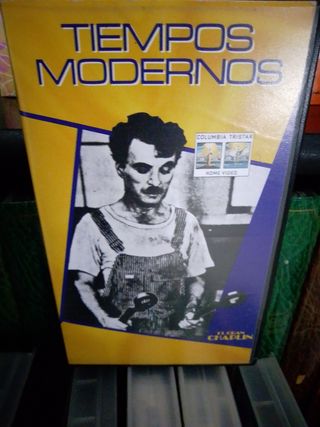 TIEMPOS
MODERNOS
COLUMBIA TRISTAR
HOME VIDEO
EL GRAN
CHAPLIN